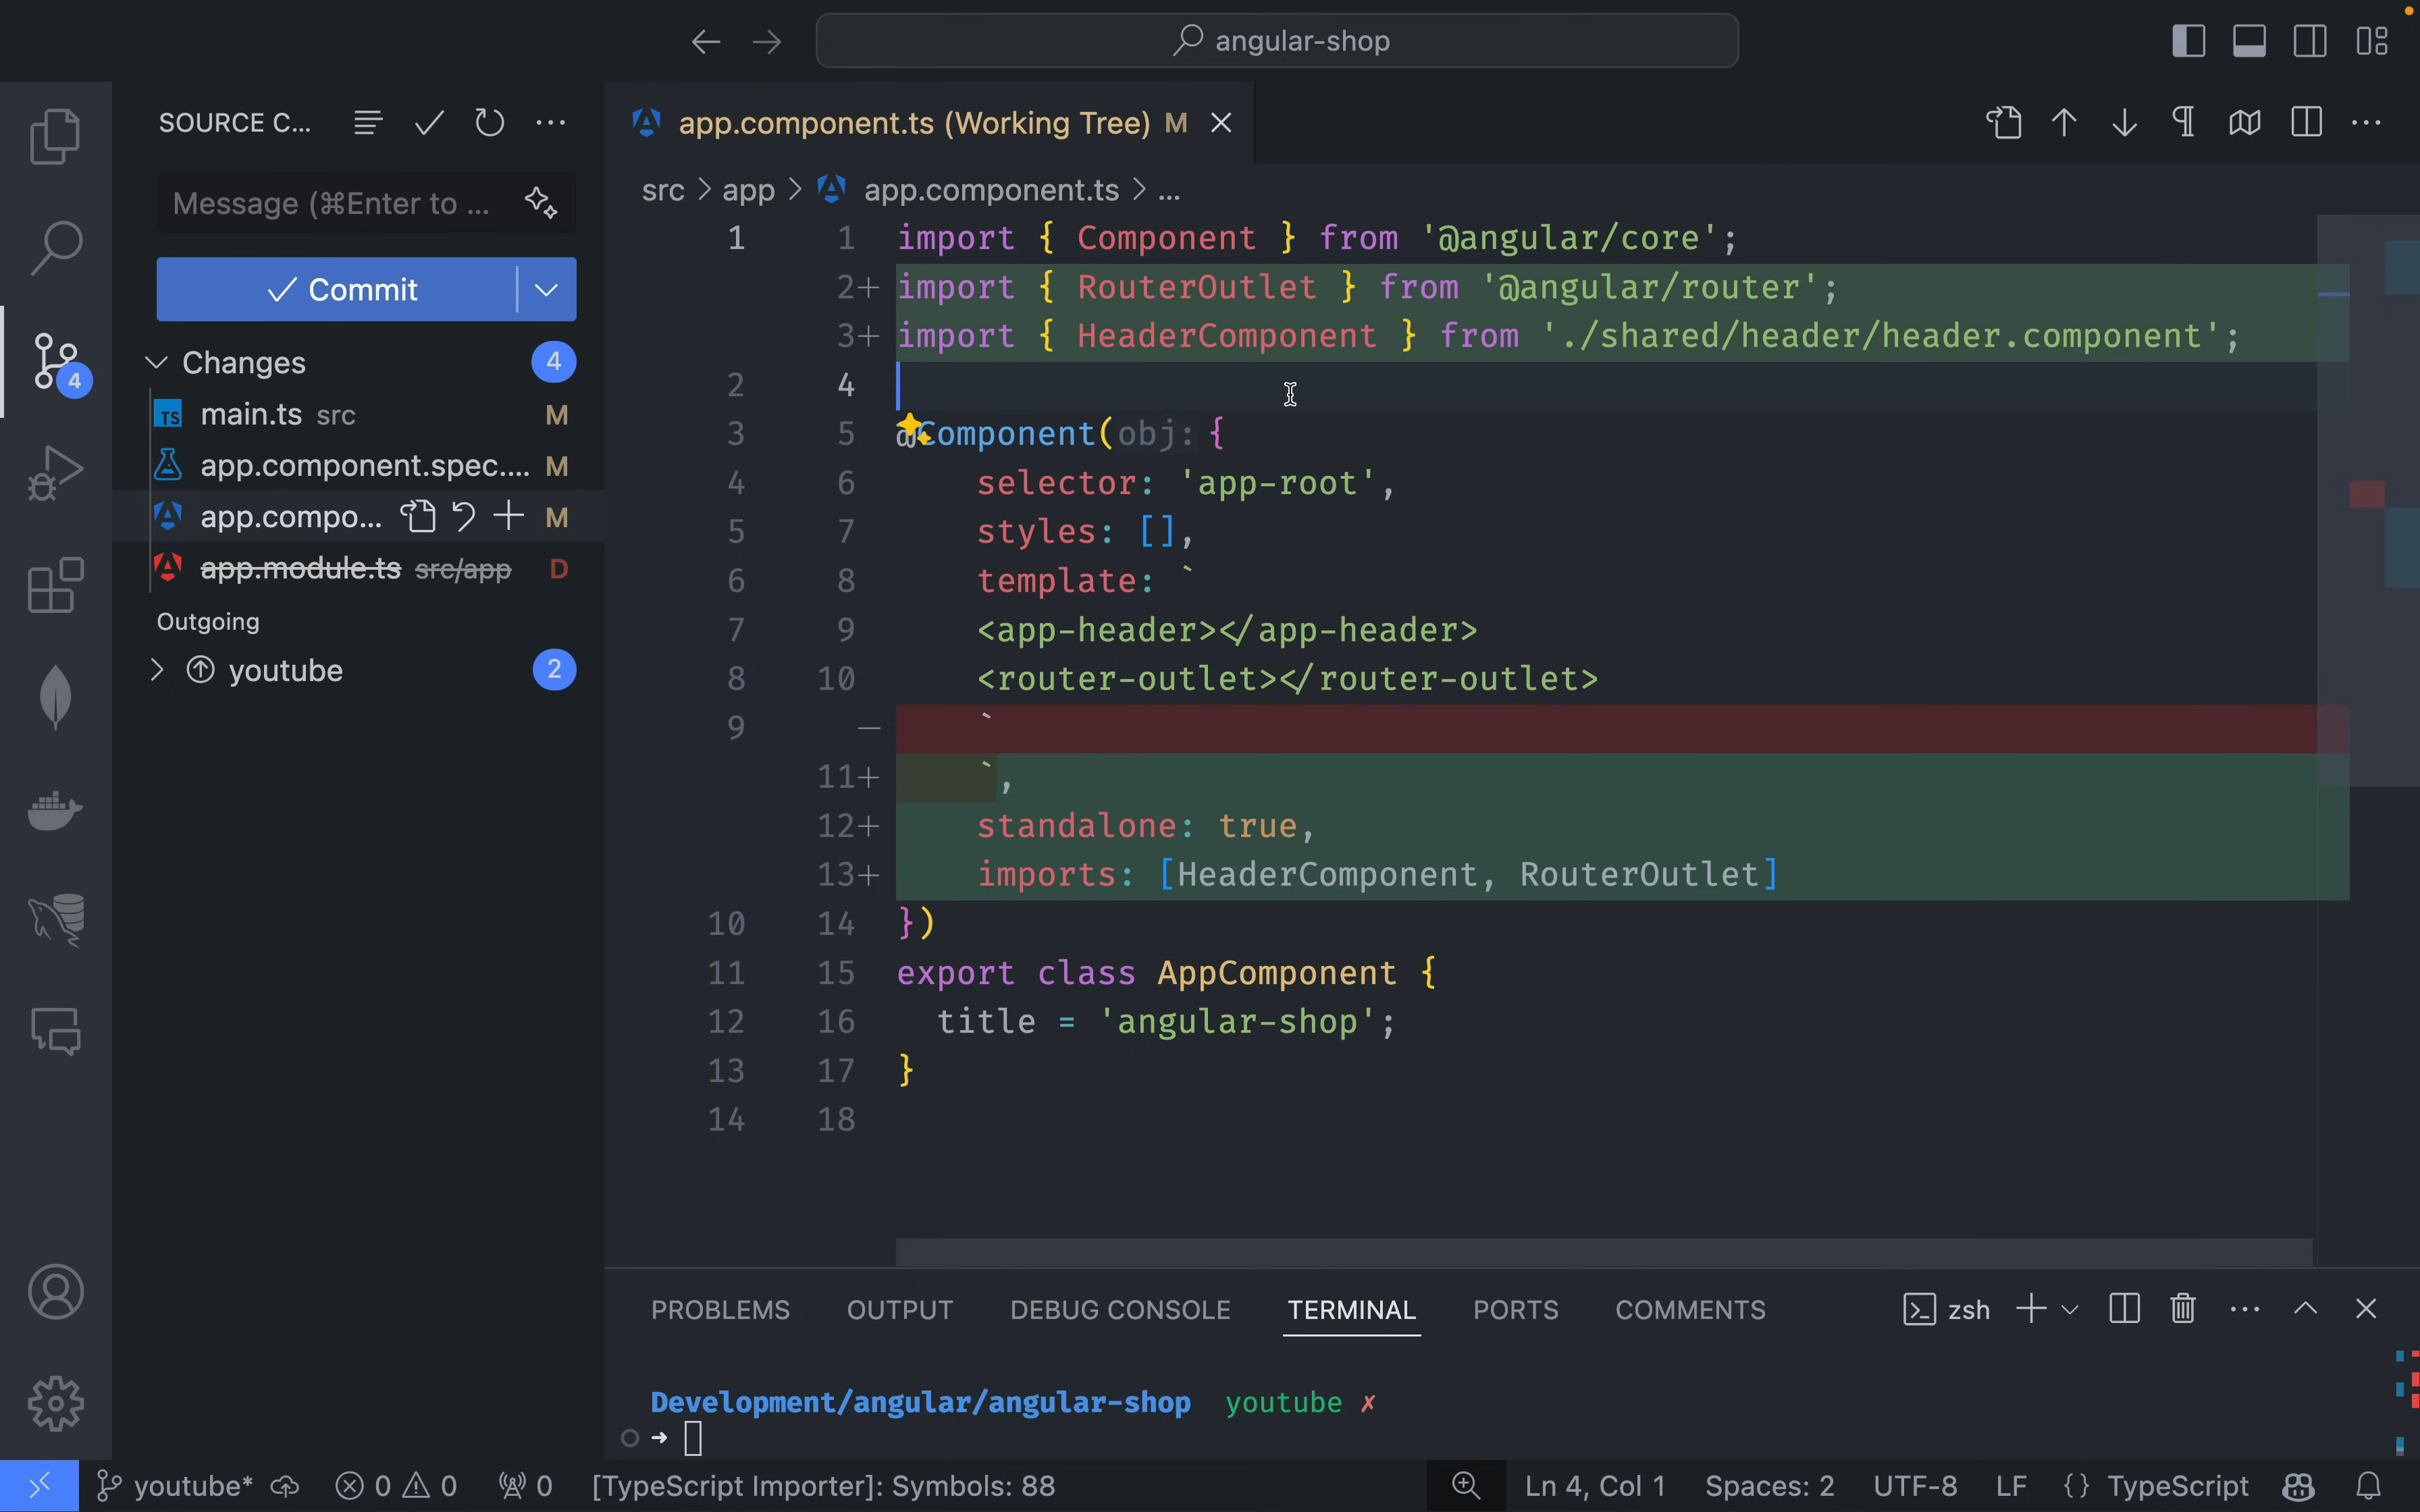 angular-shop
SOURCE C...
Message (⌘Enter to ...
Commit
Changes 4
4
main.ts src M
app.component.spec.... M
app.compo... M
app.module.ts src/app D
Outgoing
youtube 2
app.component.ts (Working Tree) M
src > app > app.component.ts > ...
1 1 import { Component } from '@angular/core';
2+ import { RouterOutlet } from '@angular/router';
3+ import { HeaderComponent } from './shared/header/header.component';
2 4
3 5 @Component(obj: {
4 6 selector: 'app-root',
5 7 styles: [],
6 8 template: `
7 9 <app-header></app-header>
8 10 <router-outlet></router-outlet>
9 — `
11+ `,
12+ standalone: true,
13+ imports: [HeaderComponent, RouterOutlet]
10 14 })
11 15 export class AppComponent {
12 16 title = 'angular-shop';
13 17 }
14 18
PROBLEMS OUTPUT DEBUG CONSOLE TERMINAL PORTS COMMENTS zsh
Development/angular/angular-shop youtube ✗
➜
youtube* 0 0 0 [TypeScript Importer]: Symbols: 88 Ln 4, Col 1 Spaces: 2 UTF-8 LF {} TypeScript